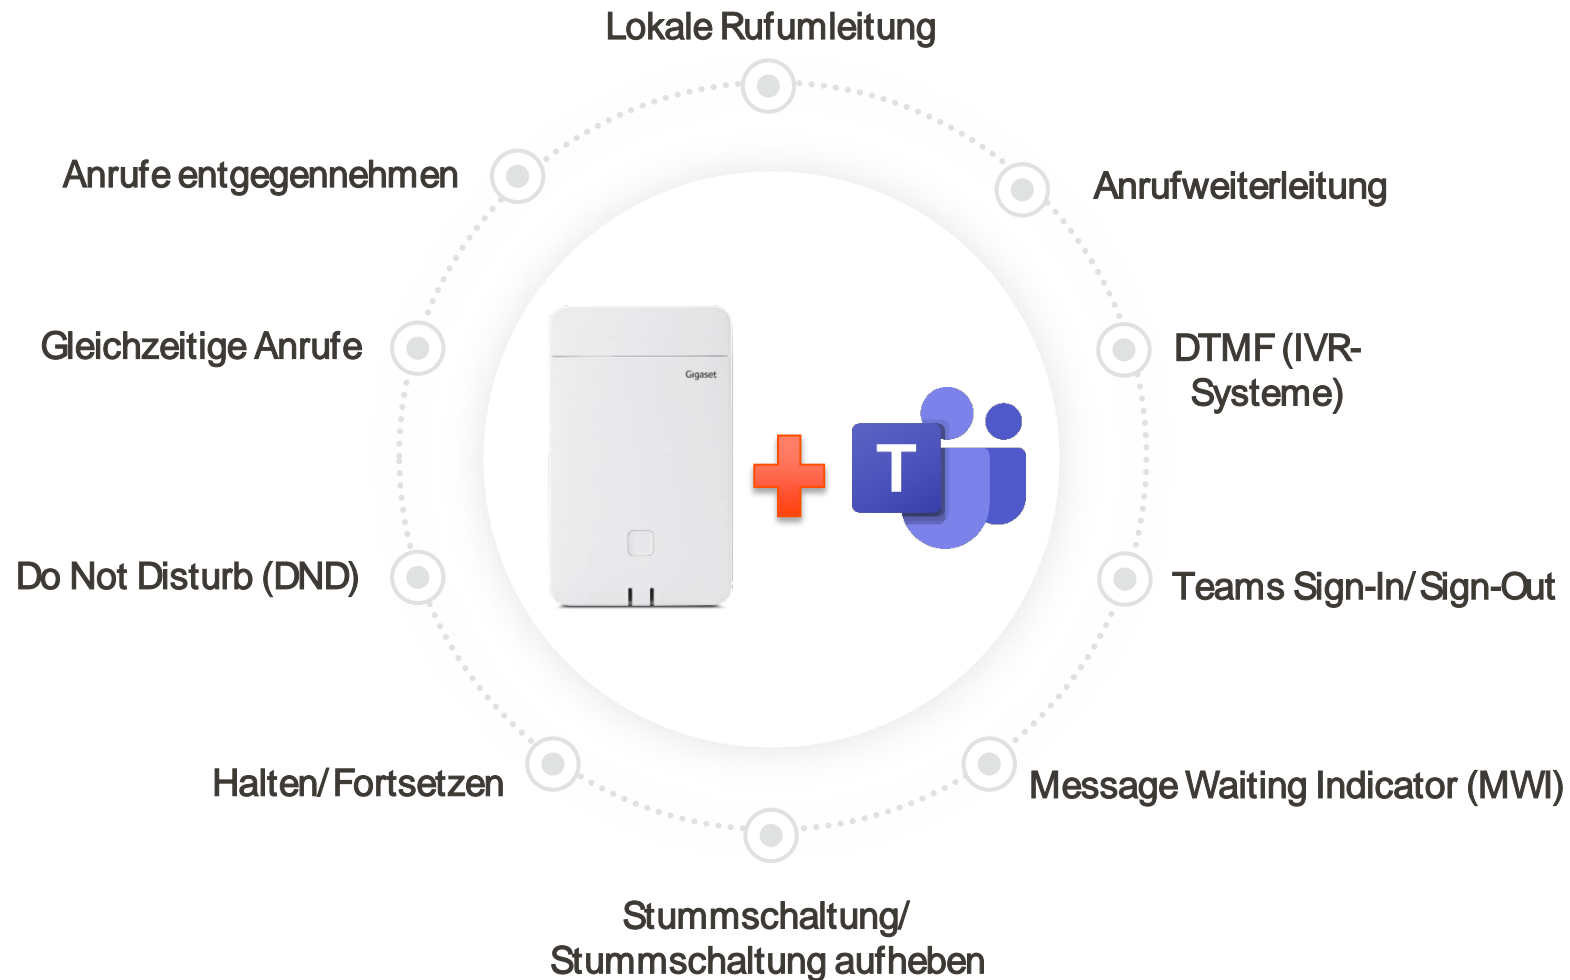 Lokale Rufumleitung
Anrufe entgegennehmen
Anrufweiterleitung
Gleichzeitige Anrufe
DTMF (IVR-
Systeme)
Gigaset
T
Do Not Disturb (DND)
Teams Sign-In/Sign-Out
Halten/Fortsetzen
Message Waiting Indicator (MWI)
Stummschaltung/
Stummschaltung aufheben